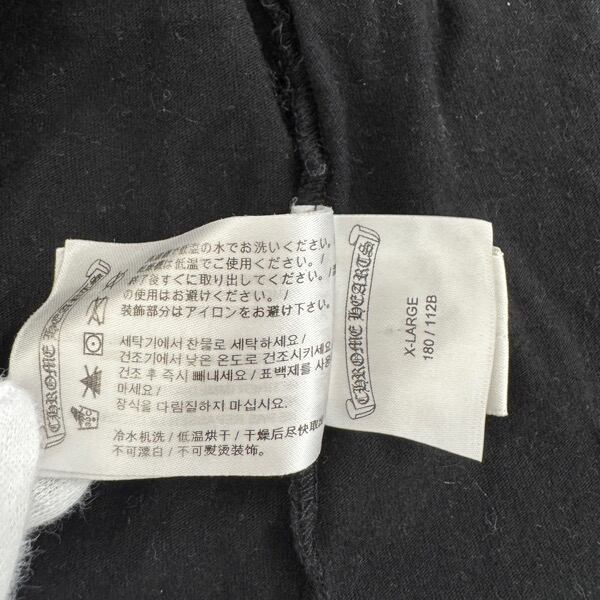 の水でお洗いください。
は低温でご使用ください。/
了後すぐに取り出してください。
の使用はお避けください。/
装飾部分はアイロンをお避け下さい。
세탁기에서 찬물로 세탁하세요/
건조기에서 낮은 온도로 건조시키세요
건조 후 즉시 빼내세요/ 표백제를 사용
마세요/
장식을 다림질하지 마십시오.
冷水机洗/低温烘干/干燥后尽快取
不可漂白/不可熨烫装饰。
CHROME HEARTS
CHROME HEARTS
X-LARGE
180 / 112B